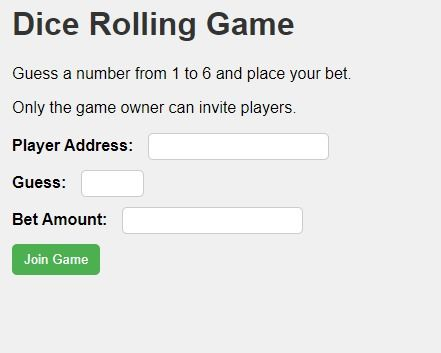 Dice Rolling Game
Guess a number from 1 to 6 and place your bet.
Only the game owner can invite players.
Player Address:
Guess:
Bet Amount:
Join Game